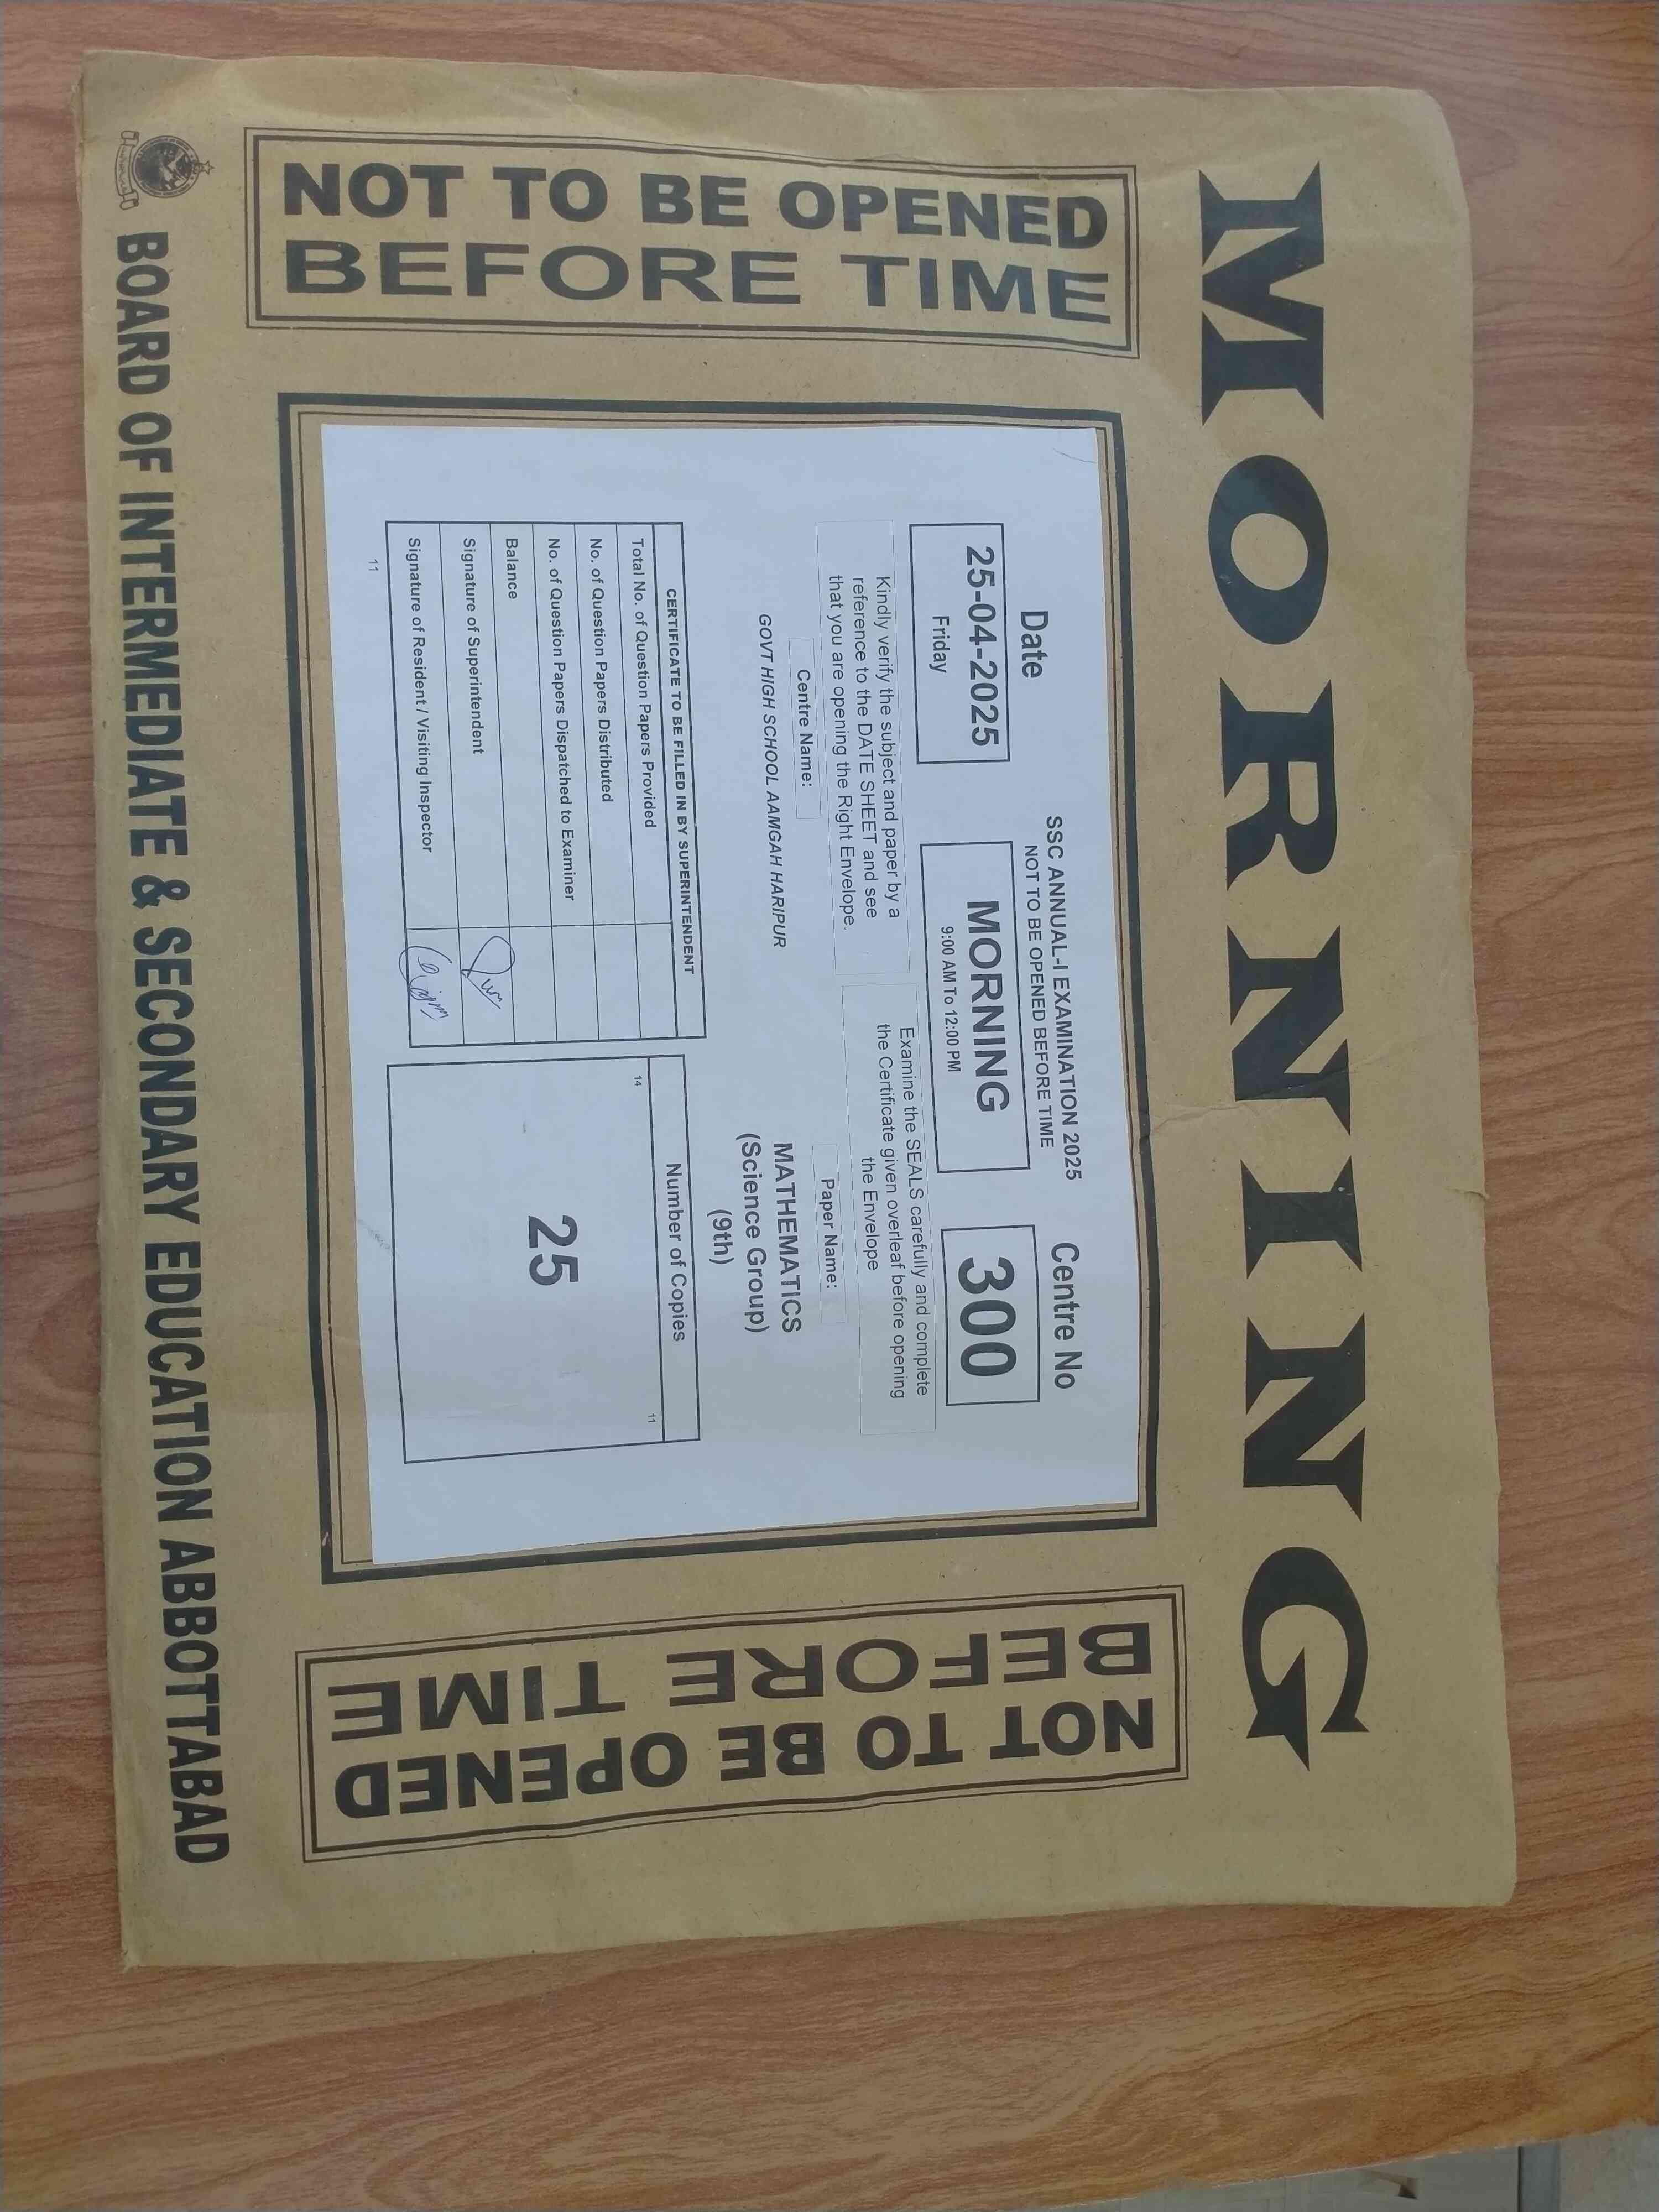 MORNING
NOT TO BE OPENED
BEFORE TIME
SSC ANNUAL-I EXAMINATION 2025
NOT TO BE OPENED BEFORE TIME
Date
25-04-2025
Friday
MORNING
9:00 AM To 12:00 PM
Centre No
300
Kindly verify the subject and paper by a
reference to the DATE SHEET and see
that you are opening the Right Envelope.
Examine the SEALS carefully and complete
the Certificate given overleaf before opening
the Envelope
Centre Name:
GOVT HIGH SCHOOL AAMGAH HARIPUR
Paper Name:
MATHEMATICS
(Science Group)
(9th)
CERTIFICATE TO BE FILLED IN BY SUPERINTENDENT
Total No. of Question Papers Provided
No. of Question Papers Distributed
No. of Question Papers Dispatched to Examiner
Balance
Signature of Superintendent
Signature of Resident / Visiting Inspector
11
Number of Copies
14
11
25
NOT TO BE OPENED
BEFORE TIME
BOARD OF INTERMEDIATE & SECONDARY EDUCATION ABBOTTABAD